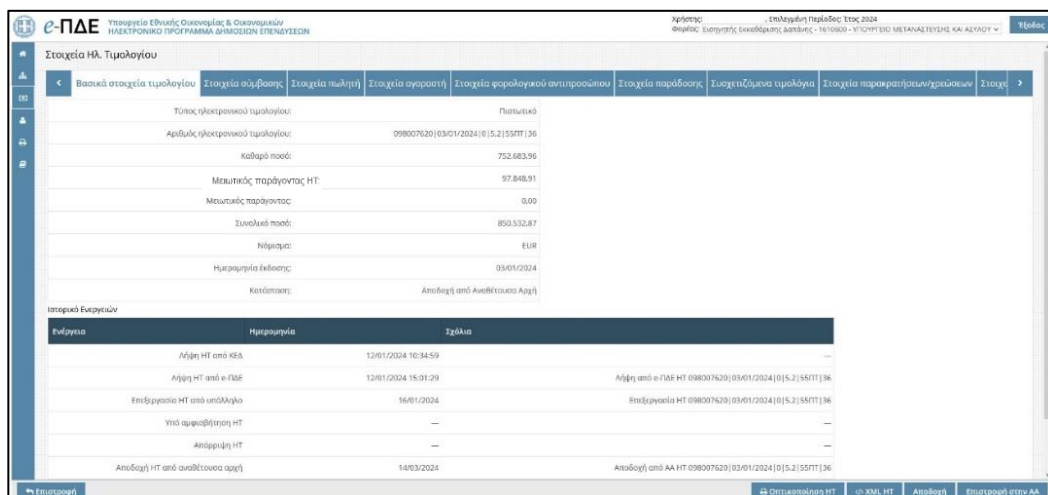 e-ΠΔΕ
Υπουργείο Εθνικής Οικονομίας & Οικονομικών
ΗΛΕΚΤΡΟΝΙΚΟ ΠΡΟΓΡΑΜΜΑ ΔΗΜΟΣΙΩΝ ΕΠΕΝΔΥΣΕΩΝ
Χρήστης: , Επιλεγμένη Περίοδος: Έτος 2024
Φορέας: Εισηγητής Εκκαθάρισης Δαπάνης - 1610600 - ΥΠΟΥΡΓΕΙΟ ΜΕΤΑΝΑΣΤΕΥΣΗΣ ΚΑΙ ΑΣΥΛΟΥ
Έξοδος
Στοιχεία Ηλ. Τιμολογίου
Βασικά στοιχεία τιμολογίου Στοιχεία σύμβασης Στοιχεία πωλητή Στοιχεία αγοραστή Στοιχεία φορολογικού αντιπροσώπου Στοιχεία παράδοσης Συσχετιζόμενα τιμολόγια Στοιχεία παρακρατήσεων/χρεώσεων Στοιχε
Τύπος ηλεκτρονικού τιμολογίου: Πιστωτικό
Αριθμός ηλεκτρονικού τιμολογίου: 098007620|03/01/2024|0|5.2|55ΠΤ|36
Καθαρό ποσό: 752.683,96
Μειωτικός παράγοντας ΗΤ: 97.848,91
Μειωτικός παράγοντας: 0,00
Συνολικό ποσό: 850.532,87
Νόμισμα: EUR
Ημερομηνία έκδοσης: 03/01/2024
Κατάσταση: Αποδοχή από Αναθέτουσα Αρχή
Ιστορικό Ενεργειών
Ενέργεια Ημερομηνία Σχόλια
Λήψη ΗΤ από ΚΕΔ 12/01/2024 10:34:59 —
Λήψη ΗΤ από e-ΠΔΕ 12/01/2024 15:01:29 Λήψη από e-ΠΔΕ ΗΤ 098007620|03/01/2024|0|5.2|55ΠΤ|36
Επεξεργασία ΗΤ από υπάλληλο 16/01/2024 Επεξεργασία ΗΤ 098007620|03/01/2024|0|5.2|55ΠΤ|36
Υπό αμφισβήτηση ΗΤ — —
Απόρριψη ΗΤ — —
Αποδοχή ΗΤ από αναθέτουσα αρχή 14/03/2024 Αποδοχή από ΑΑ ΗΤ 098007620|03/01/2024|0|5.2|55ΠΤ|36
Επιστροφή Οπτικοποίηση ΗΤ </> XML ΗΤ Αποδοχή Επιστροφή στην ΑΑ